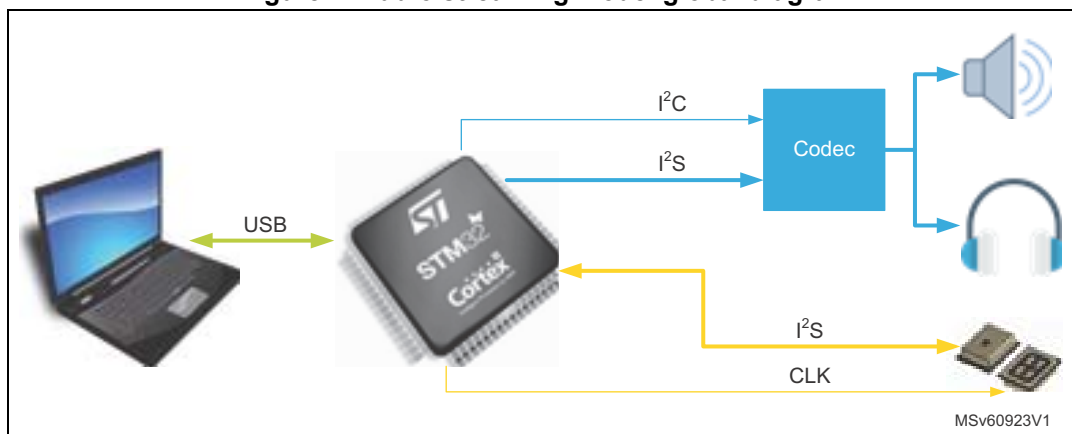 I²C
Codec
I²S
USB
STM32
Cortex
I²S
CLK
MSv60923V1